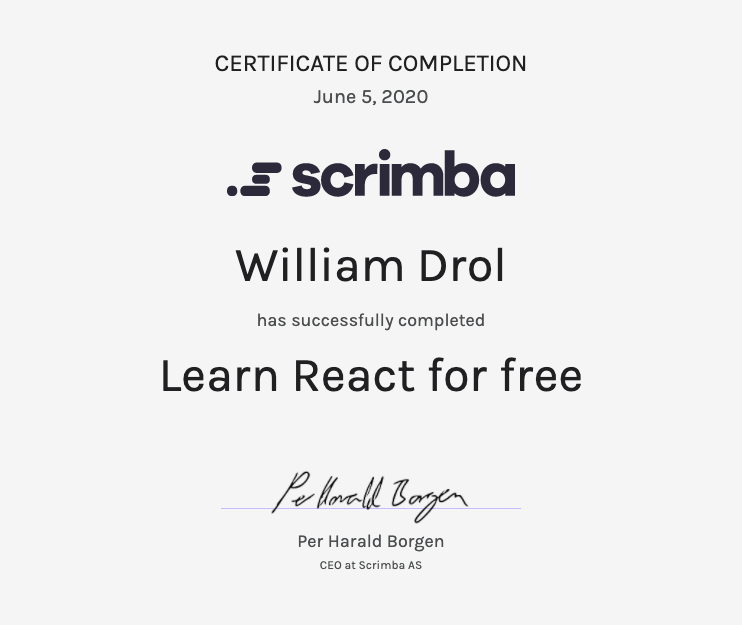 CERTIFICATE OF COMPLETION
June 5, 2020
scrimba
William Drol
has successfully completed
Learn React for free
Per Harald Borgen
Per Harald Borgen
CEO at Scrimba AS